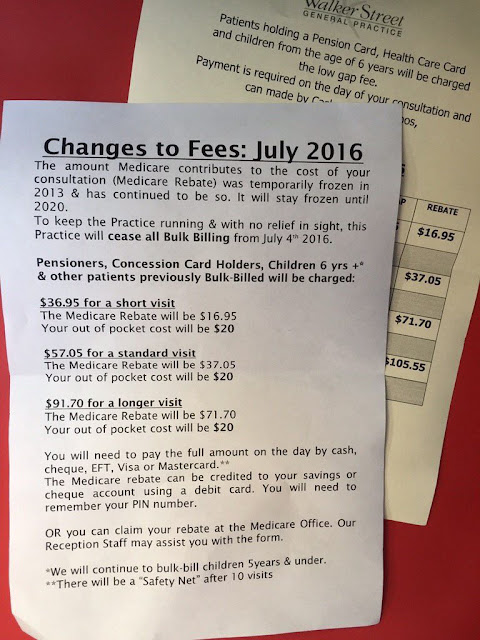 Walker Street
GENERAL PRACTICE
Patients holding a Pension Card, Health Care Card
and children from the age of 6 years will be charged
the low gap fee.
Payment is required on the day of your consultation and
can made by
REBATE
$16.95
$37.05
$71.70
$105.55
Changes to Fees: July 2016
The amount Medicare contributes to the cost of your
consultation (Medicare Rebate) was temporarily frozen in
2013 & has continued to be so. It will stay frozen until
2020.
To keep the Practice running & with no relief in sight, this
Practice will cease all Bulk Billing from July 4th 2016.
Pensioners, Concession Card Holders, Children 6 yrs +*
& other patients previously Bulk-Billed will be charged:
$36.95 for a short visit
The Medicare Rebate will be $16.95
Your out of pocket cost will be $20
$57.05 for a standard visit
The Medicare Rebate will be $37.05
Your out of pocket cost will be $20
$91.70 for a longer visit
The Medicare Rebate will be $71.70
Your out of pocket cost will be $20
You will need to pay the full amount on the day by cash,
cheque, EFT, Visa or Mastercard.**
The Medicare rebate can be credited to your savings or
cheque account using a debit card. You will need to
remember your PIN number.
OR you can claim your rebate at the Medicare Office. Our
Reception Staff may assist you with the form.
*We will continue to bulk-bill children 5years & under.
**There will be a "Safety Net" after 10 visits